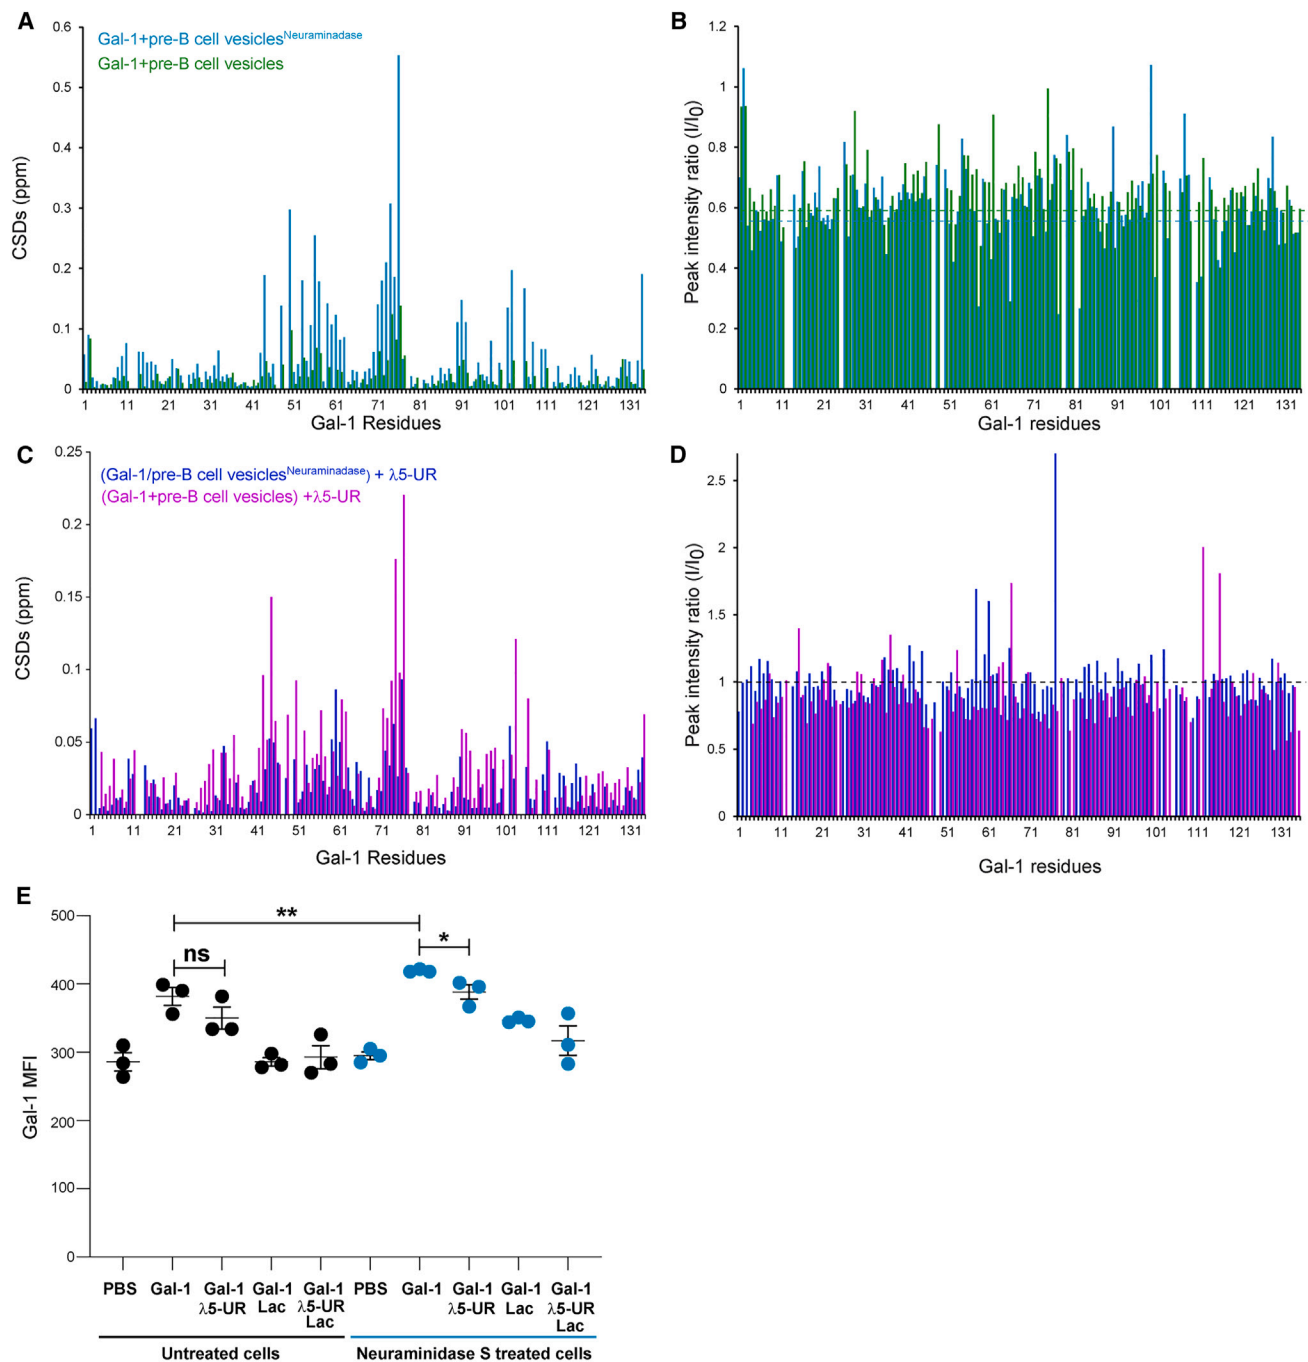 A
Gal-1+pre-B cell vesicles^Neuraminadase
Gal-1+pre-B cell vesicles
CSDs (ppm)
0.6
0.5
0.4
0.3
0.2
0.1
0
1 11 21 31 41 51 61 71 81 91 101 111 121 131
Gal-1 Residues
B
Peak intensity ratio (I/I0)
1.2
1
0.8
0.6
0.4
0.2
0
1 11 21 31 41 51 61 71 81 91 101 111 121 131
Gal-1 residues
C
(Gal-1/pre-B cell vesicles^Neuraminadase) + λ5-UR
(Gal-1+pre-B cell vesicles) +λ5-UR
CSDs (ppm)
0.25
0.2
0.15
0.1
0.05
0
1 11 21 31 41 51 61 71 81 91 101 111 121 131
Gal-1 Residues
D
Peak intensity ratio (I/I0)
2.5
2
1.5
1
0.5
0
1 11 21 31 41 51 61 71 81 91 101 111 121 131
Gal-1 residues
E
Gal-1 MFI
500
400
300
200
100
0
**
ns
*
PBS Gal-1 Gal-1 Gal-1 Gal-1 PBS Gal-1 Gal-1 Gal-1 Gal-1
λ5-UR Lac λ5-UR λ5-UR Lac λ5-UR
Lac Lac
Untreated cells Neuraminidase S treated cells